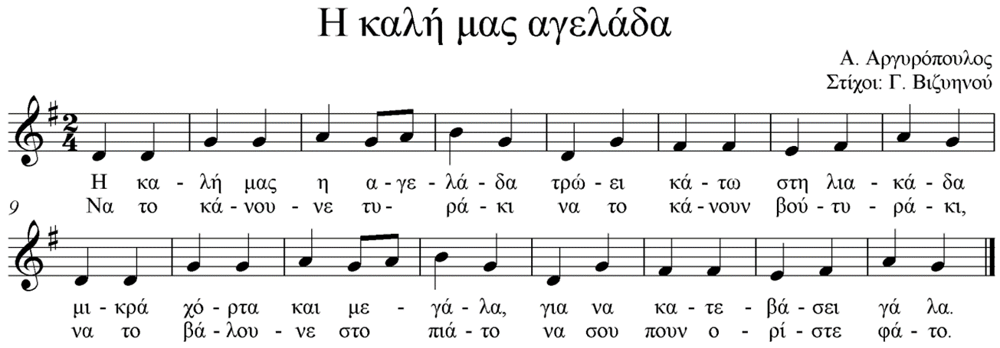 Η καλή μας αγελάδα
Α. Αργυρόπουλος
Στίχοι: Γ. Βιζυηνού
2
4
Η κα - λή μας η α - γε - λά - δα τρώ - ει κά - τω στη λια - κά - δα
Να το κά - νου - νε τυ - ρά - κι να το κά - νουν βού - τυ - ρά - κι,
9
μι - κρά χό - ρτα και με - γά - λα, για να κα - τε - βά - σει γά λα.
να το βά - λου - νε στο πιά - το να σου πουν ο - ρί - στε φά - το.